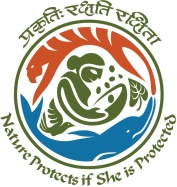 प्रकृतिः रक्षति रक्षिता
Nature Protects if She is Protected